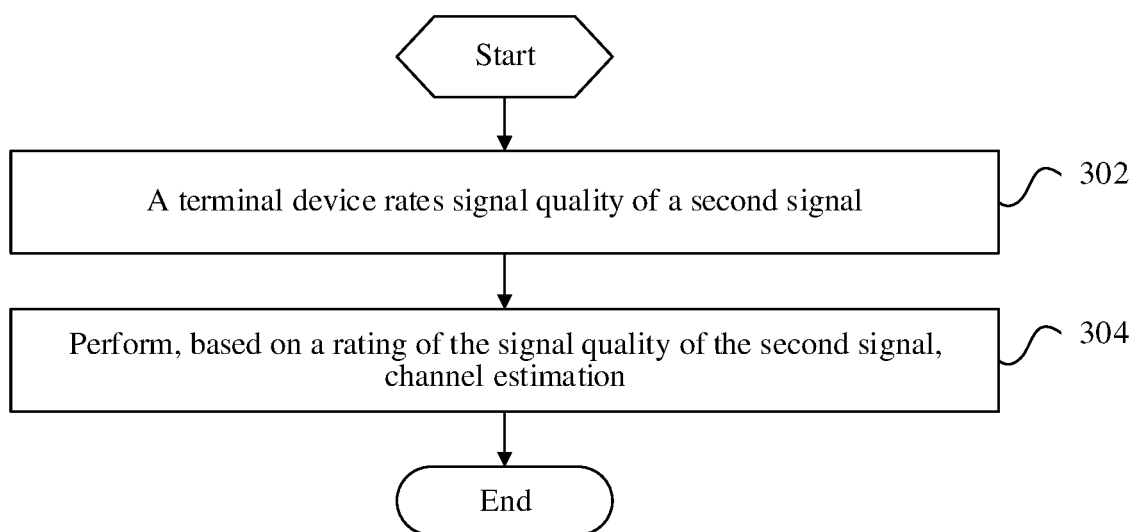 Start
A terminal device rates signal quality of a second signal
302
Perform, based on a rating of the signal quality of the second signal,
channel estimation
304
End